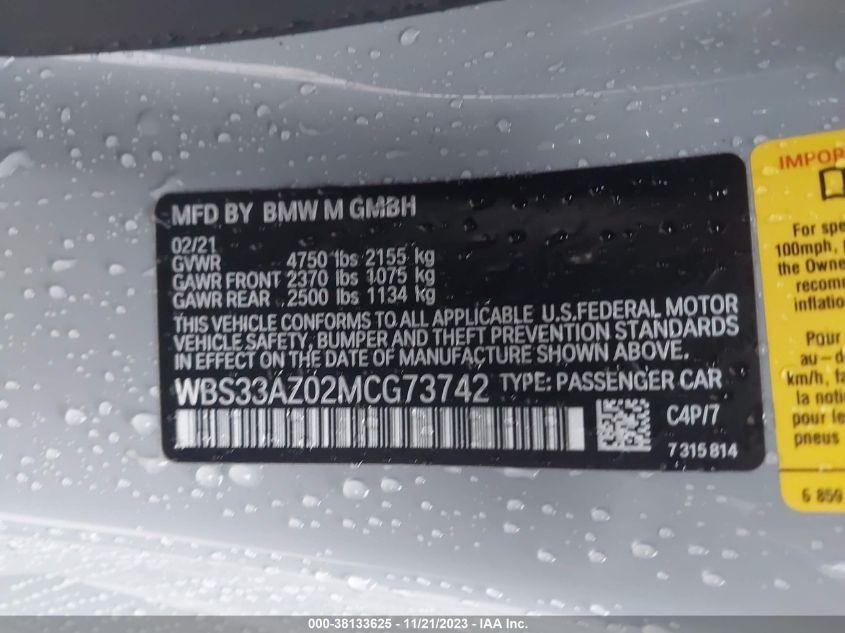 MFD BY BMW M GMBH
02/21
GVWR 4750 lbs 2155 kg
GAWR FRONT 2370 lbs 1075 kg
GAWR REAR 2500 lbs 1134 kg
THIS VEHICLE CONFORMS TO ALL APPLICABLE U.S.FEDERAL MOTOR
VEHICLE SAFETY, BUMPER AND THEFT PREVENTION STANDARDS
IN EFFECT ON THE DATE OF MANUFACTURE SHOWN ABOVE.
WBS33AZ02MCG73742 TYPE: PASSENGER CAR
C4P/7
7 315 814
IMPOR
For spe
100mph,
the Owne
recom
inflatio
Pour
au-d
km/h, fa
la notic
pour le
pneus
6 859
000-38133625 - 11/21/2023 - IAA Inc.